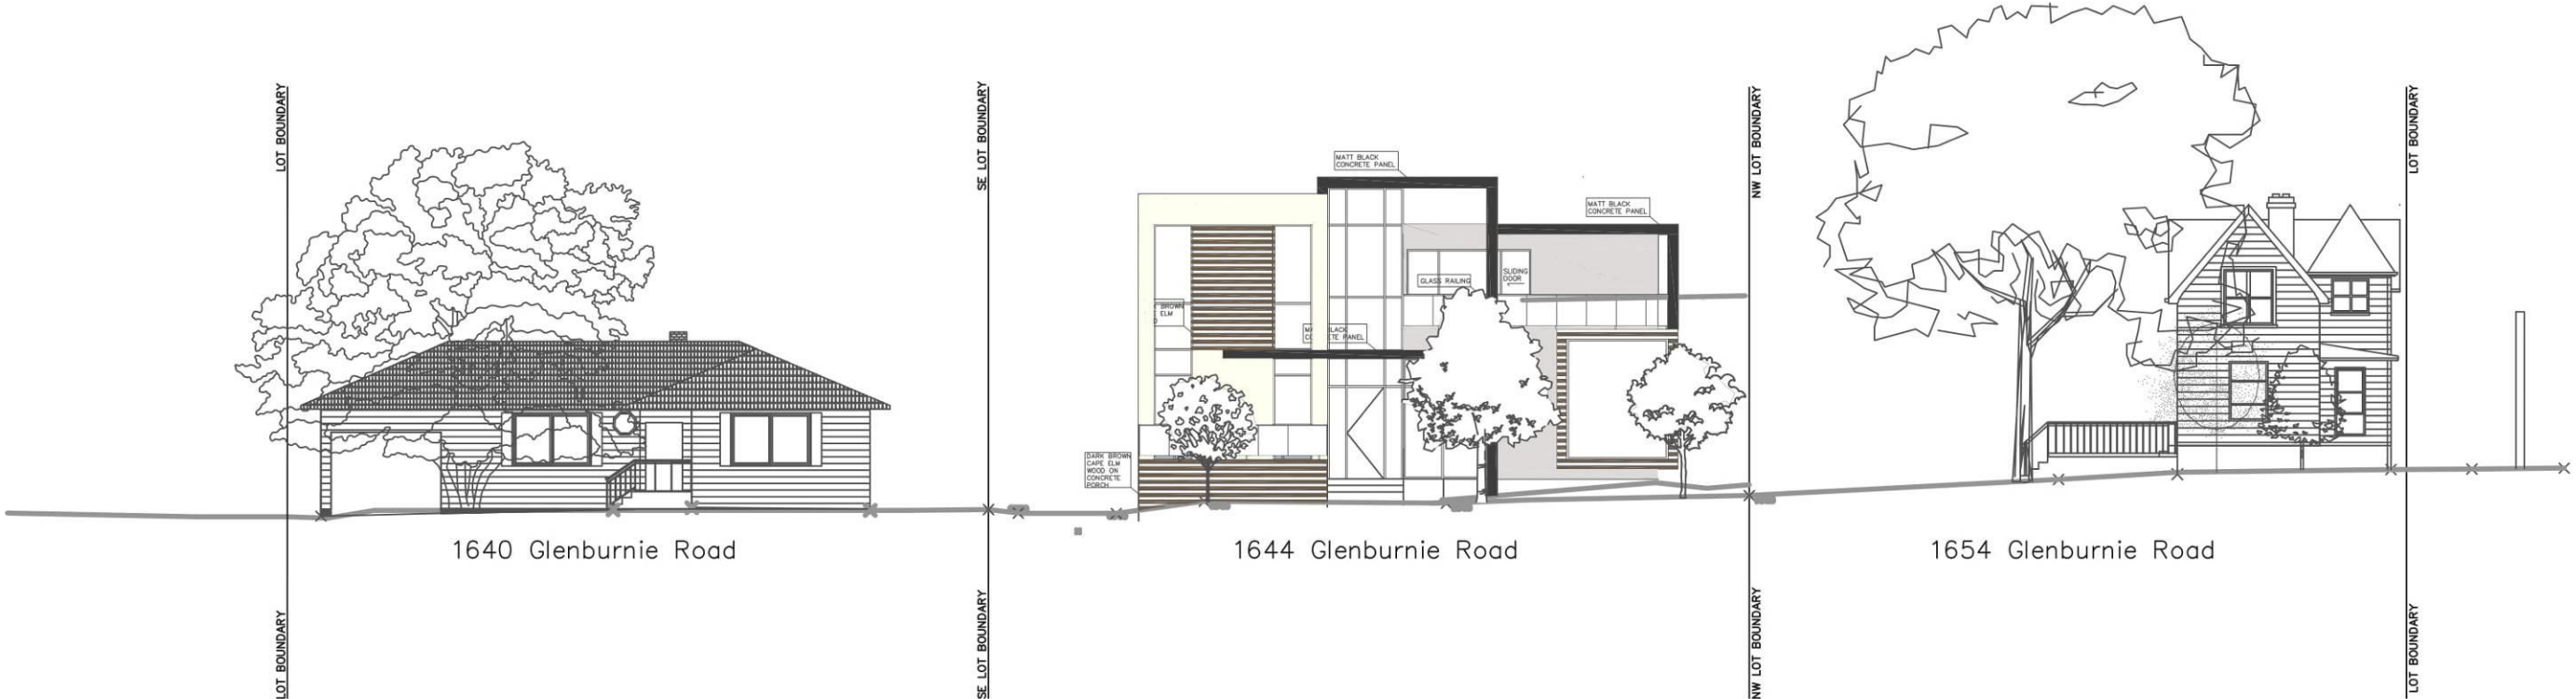 LOT BOUNDARY
SE LOT BOUNDARY
NW LOT BOUNDARY
LOT BOUNDARY
MATT BLACK
CONCRETE PANEL
MATT BLACK
CONCRETE PANEL
GLASS RAILING
SLIDING
DOOR
BROWN
ELM
BLACK
PANEL
DARK BROWN
CAPE ELM
WOOD ON
CONCRETE
PORCH
1640 Glenburnie Road
1644 Glenburnie Road
1654 Glenburnie Road
LOT BOUNDARY
SE LOT BOUNDARY
NW LOT BOUNDARY
LOT BOUNDARY